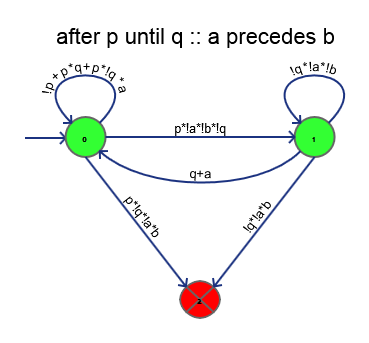 after p until q :: a precedes b
!p + p*q+p*!q *a
!q*!a*!b
0
p*!a*!b*!q
1
q+a
p*!q*!a*b
!q*!a*b
2